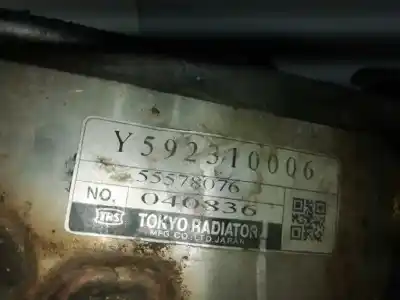 Y592310006
55578076
NO. 040836
TRS TOKYO RADIATOR
MFG CO.,LTD. JAPAN